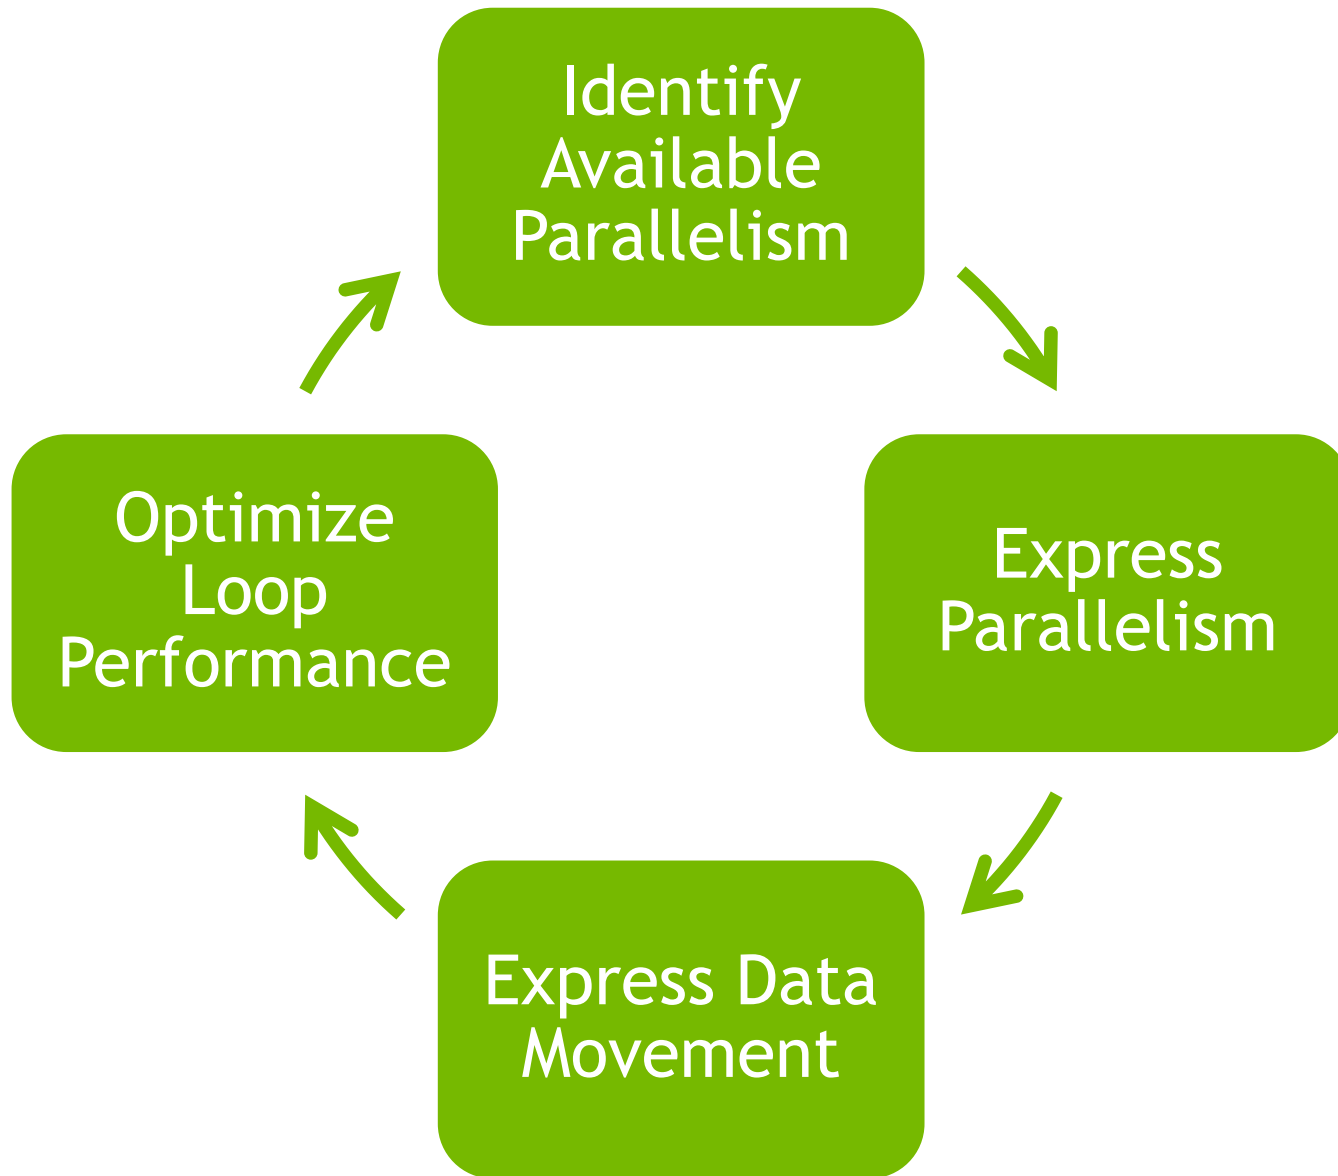 Identify
Available
Parallelism
Express
Parallelism
Express Data
Movement
Optimize
Loop
Performance